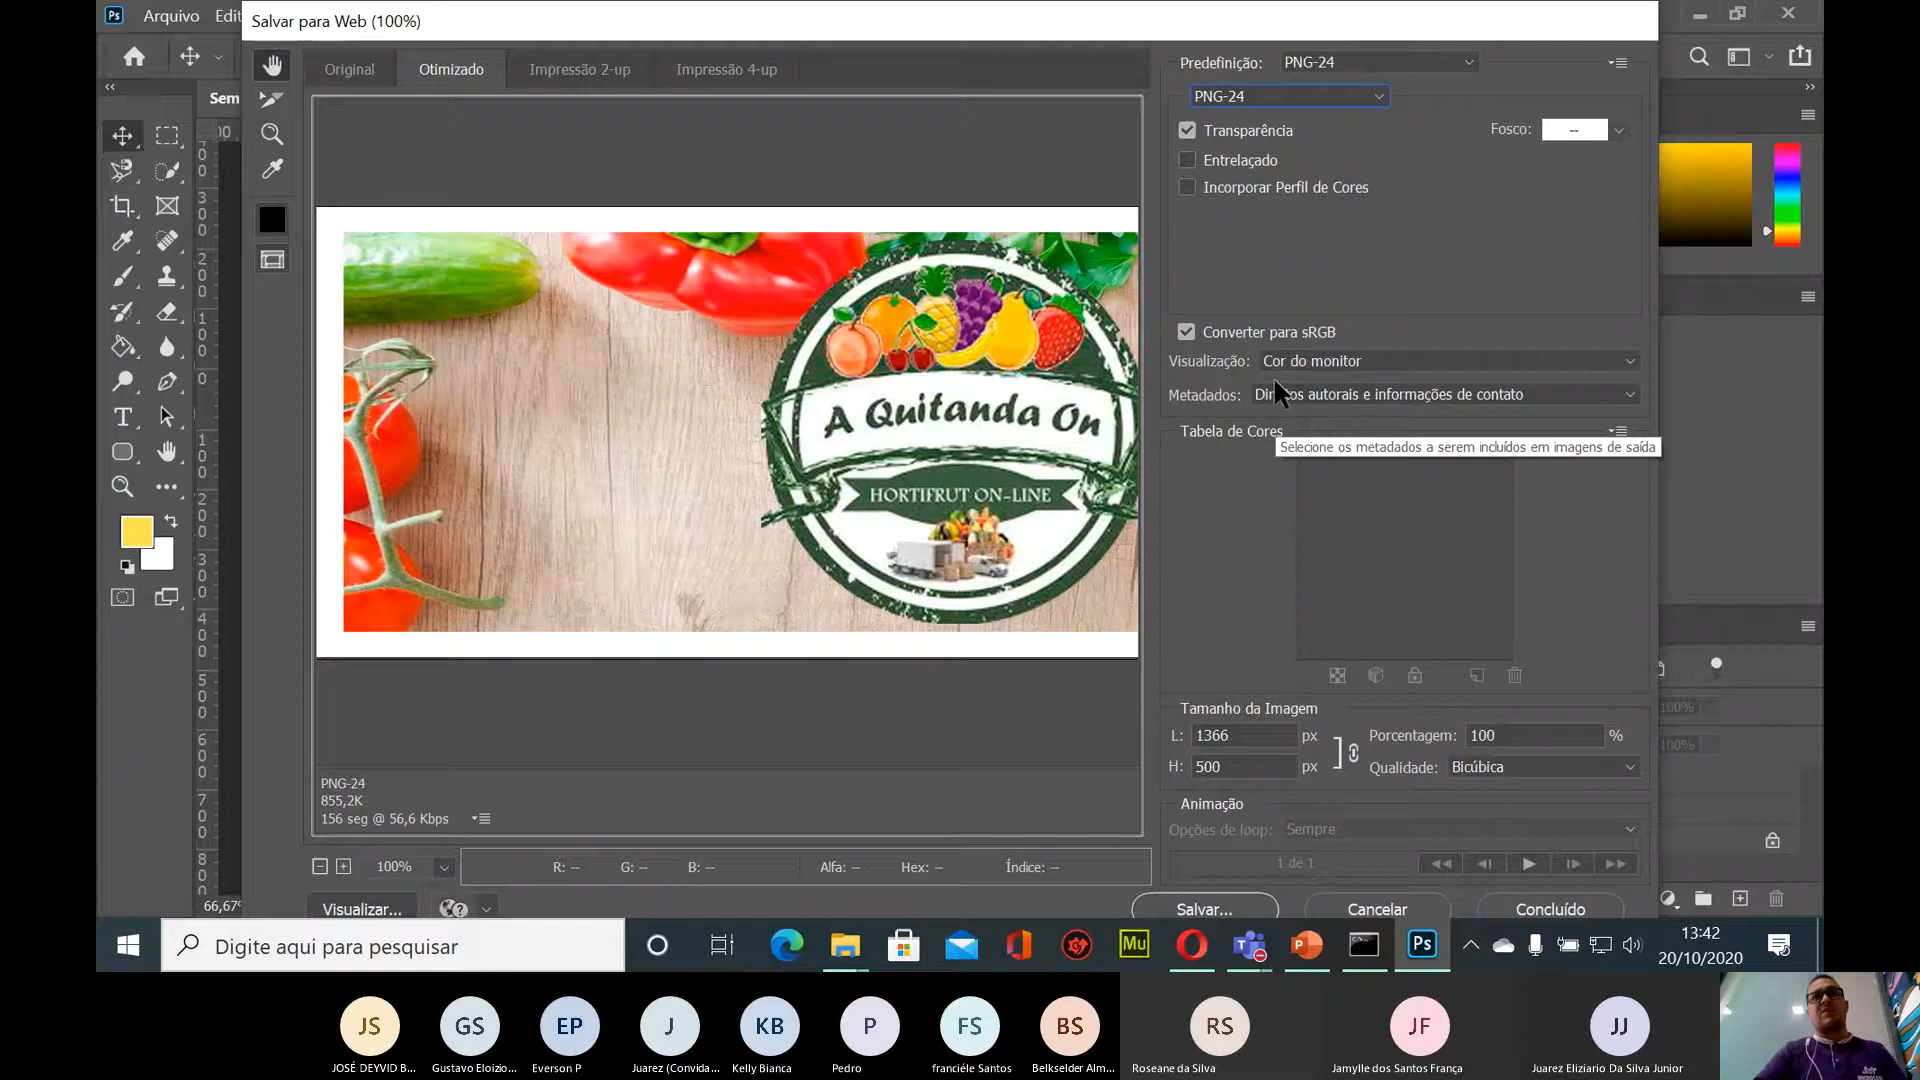 Arquivo
Salvar para Web (100%)
Sem
Original
Otimizado
Impressão 2-up
Impressão 4-up
Predefinição:
PNG-24
PNG-24
Transparência
Fosco:
--
Entrelaçado
Incorporar Perfil de Cores
A Quitanda On
HORTIFRUT ON-LINE
Converter para sRGB
Visualização:
Cor do monitor
Metadados:
Direitos autorais e informações de contato
Tabela de Cores
Selecione os metadados a serem incluídos em imagens de saída
Tamanho da Imagem
L: 1366 px
Porcentagem: 100 %
H: 500 px
Qualidade: Bicúbica
Animação
Opções de loop: Sempre
1 de 1
PNG-24
855,2K
156 seg @ 56,6 Kbps
100%
R: --
G: --
B: --
Alfa: --
Hex: --
Índice: --
Visualizar...
Salvar...
Cancelar
Concluído
100%
100%
66,67%
Digite aqui para pesquisar
Mu
Ps
13:42
20/10/2020
JS
GS
EP
J
KB
P
FS
BS
RS
JF
JJ
JOSÉ DEYVID B...
Gustavo Eloizio...
Everson P
Juarez (Convida...
Kelly Bianca
Pedro
franciéle Santos
Belkselder Alm...
Roseane da Silva
Jamylle dos Santos França
Juarez Eliziario Da Silva Junior